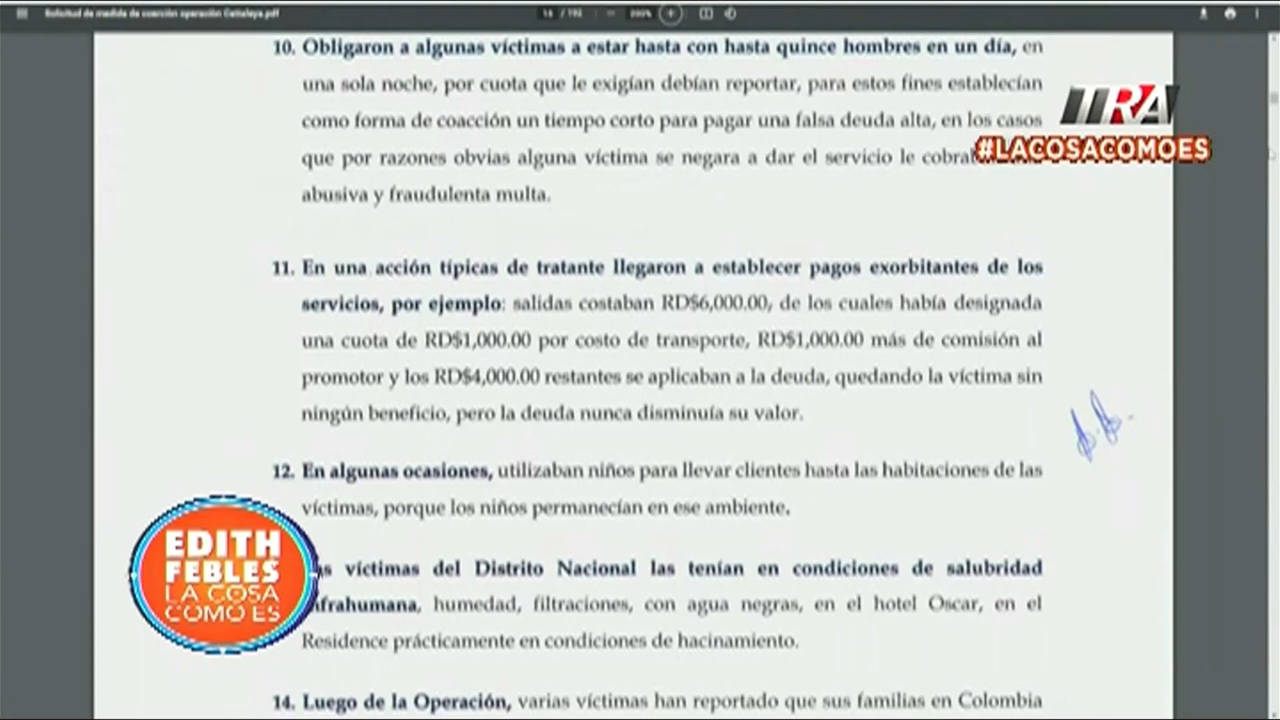 Solicitud de medida de coerción operación Cattleya.pdf
/ 192
200%
10. Obligaron a algunas víctimas a estar hasta con hasta quince hombres en un día, en
una sola noche, por cuota que le exigían debían reportar, para estos fines establecían
como forma de coacción un tiempo corto para pagar una falsa deuda alta, en los casos
que por razones obvias alguna víctima se negara a dar el servicio le
abusiva y fraudulenta multa.
TRA
#LACOSACOMOES
11. En una acción típicas de tratante llegaron a establecer pagos exorbitantes de los
servicios, por ejemplo: salidas costaban RD$6,000.00, de los cuales había designada
una cuota de RD$1,000.00 por costo de transporte, RD$1,000.00 más de comisión al
promotor y los RD$4,000.00 restantes se aplicaban a la deuda, quedando la víctima sin
ningún beneficio, pero la deuda nunca disminuía su valor.
12. En algunas ocasiones, utilizaban niños para llevar clientes hasta las habitaciones de las
víctimas, porque los niños permanecían en ese ambiente.
víctimas del Distrito Nacional las tenían en condiciones de salubridad
humedad, filtraciones, con agua negras, en el hotel Oscar, en el
Residence prácticamente en condiciones de hacinamiento.
EDITH
FEBLES
LA COSA
COMO ES
14. Luego de la Operación, varias víctimas han reportado que sus familias en Colombia